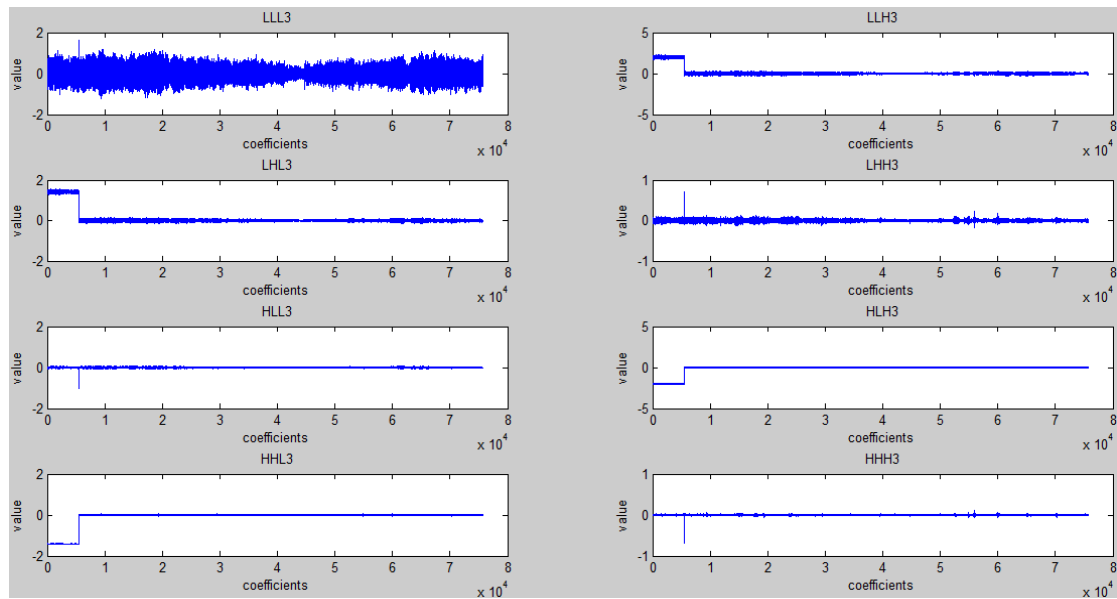 LLL3
2
0
-2
value
0 1 2 3 4 5 6 7 8
coefficients
x 10^4
LLH3
5
0
-5
value
0 1 2 3 4 5 6 7 8
coefficients
x 10^4
LHL3
2
0
-2
value
0 1 2 3 4 5 6 7 8
coefficients
x 10^4
LHH3
1
0
-1
value
0 1 2 3 4 5 6 7 8
coefficients
x 10^4
HLL3
2
0
-2
value
0 1 2 3 4 5 6 7 8
coefficients
x 10^4
HLH3
5
0
-5
value
0 1 2 3 4 5 6 7 8
coefficients
x 10^4
HHL3
2
0
-2
value
0 1 2 3 4 5 6 7 8
coefficients
x 10^4
HHH3
1
0
-1
value
0 1 2 3 4 5 6 7 8
coefficients
x 10^4